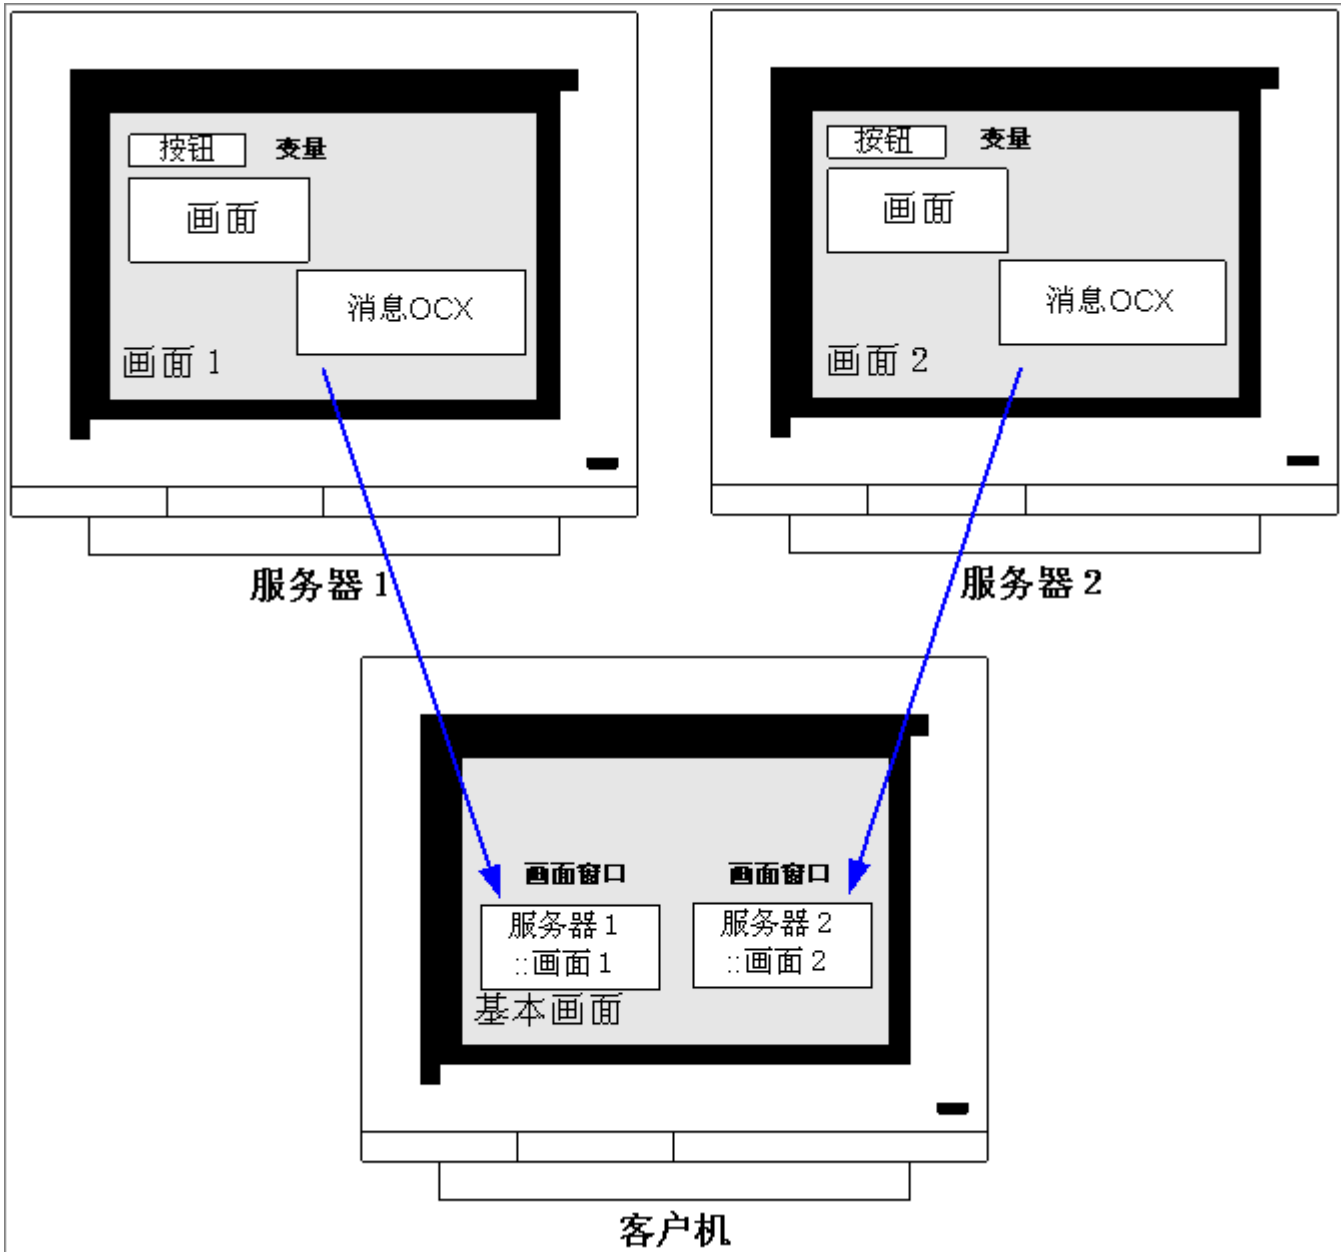 按钮 变量
画面
消息OCX
画面 1
服务器 1
按钮 变量
画面
消息OCX
画面 2
服务器 2
画面窗口 画面窗口
服务器 1
::画面 1
服务器 2
::画面 2
基本画面
客户机